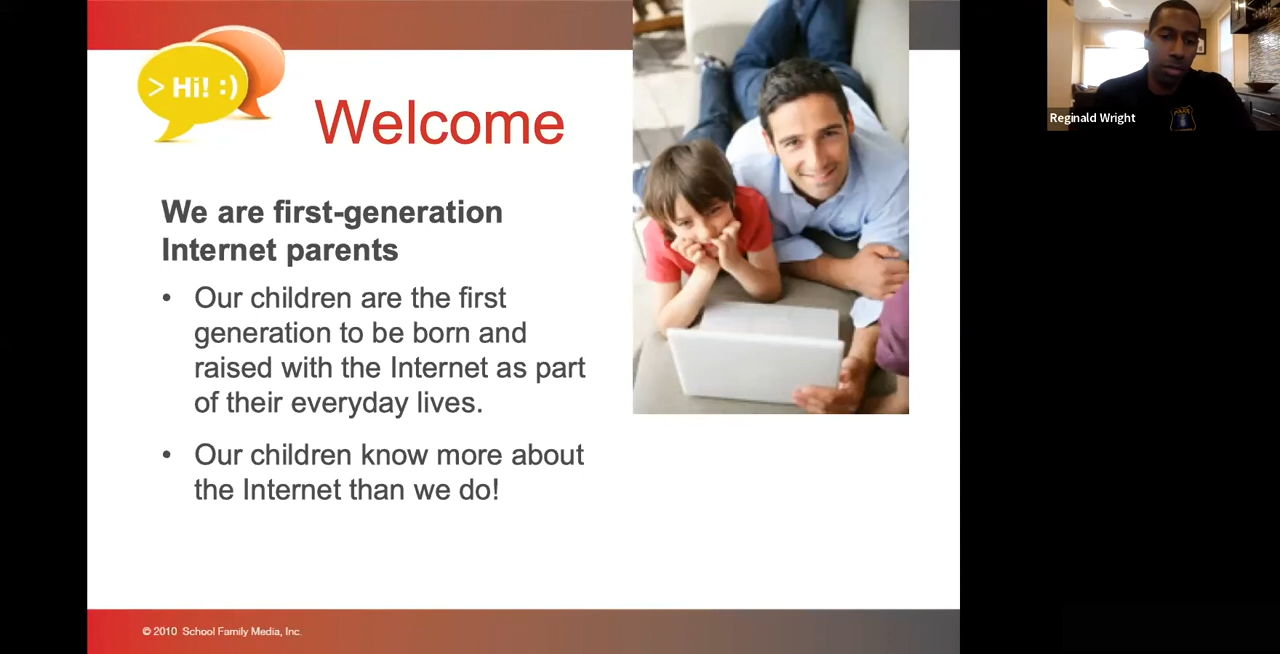 > Hi! :)
Welcome
We are first-generation
Internet parents
• Our children are the first
generation to be born and
raised with the Internet as part
of their everyday lives.
• Our children know more about
the Internet than we do!
© 2010 School Family Media, Inc.
Reginald Wright
POLICE